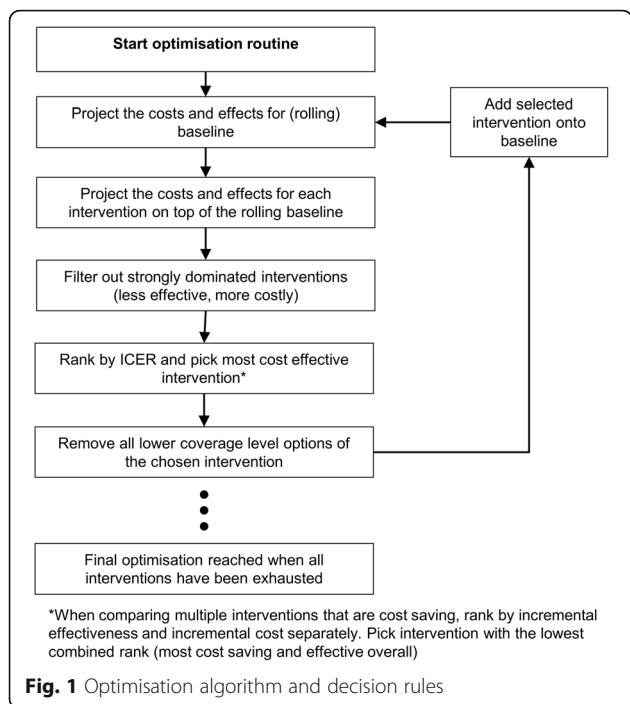 Start optimisation routine
Project the costs and effects for (rolling)
baseline
Add selected
intervention onto
baseline
Project the costs and effects for each
intervention on top of the rolling baseline
Filter out strongly dominated interventions
(less effective, more costly)
Rank by ICER and pick most cost effective
intervention*
Remove all lower coverage level options of
the chosen intervention
Final optimisation reached when all
interventions have been exhausted
*When comparing multiple interventions that are cost saving, rank by incremental
effectiveness and incremental cost separately. Pick intervention with the lowest
combined rank (most cost saving and effective overall)
Fig. 1 Optimisation algorithm and decision rules